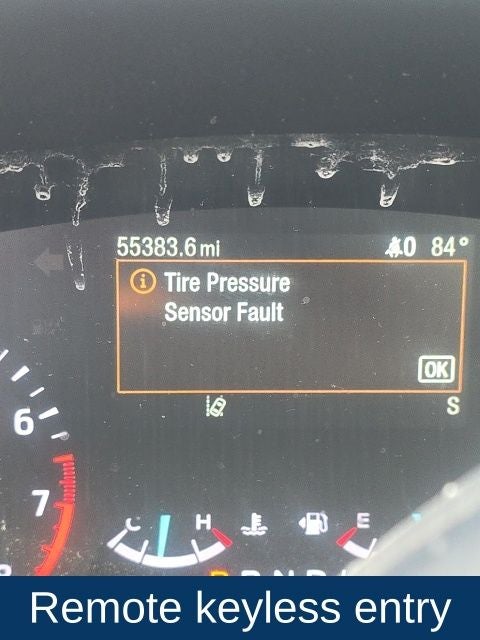 55383.6 mi 0 84°
Tire Pressure
Sensor Fault
OK
S
6
7
C H E
Remote keyless entry